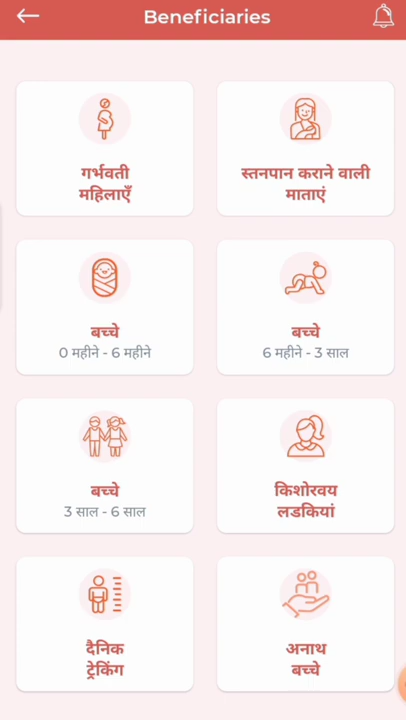 Beneficiaries
गर्भवती
महिलाएँ
स्तनपान कराने वाली
माताएं
बच्चे
0 महीने - 6 महीने
बच्चे
6 महीने - 3 साल
बच्चे
3 साल - 6 साल
किशोरवय
लडकियां
दैनिक
ट्रेकिंग
अनाथ
बच्चे